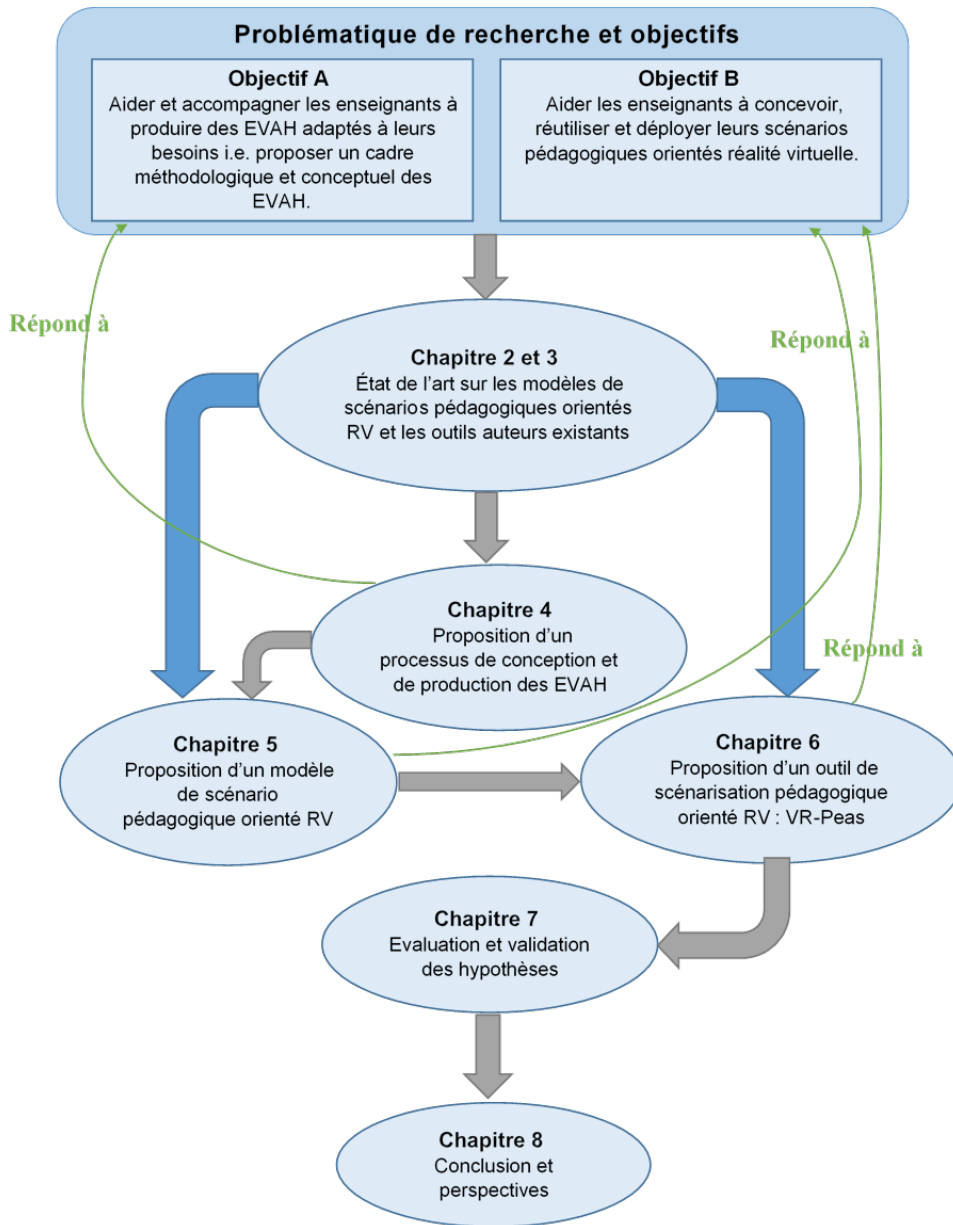 Problématique de recherche et objectifs
Objectif A
Aider et accompagner les enseignants à
produire des EVAH adaptés à leurs
besoins i.e. proposer un cadre
méthodologique et conceptuel des
EVAH.
Objectif B
Aider les enseignants à concevoir,
réutiliser et déployer leurs scénarios
pédagogiques orientés réalité virtuelle.
Répond à
Répond à
Chapitre 2 et 3
État de l'art sur les modèles de
scénarios pédagogiques orientés
RV et les outils auteurs existants
Chapitre 4
Proposition d'un
processus de conception et
de production des EVAH
Répond à
Chapitre 5
Proposition d'un modèle
de scénario
pédagogique orienté RV
Chapitre 6
Proposition d'un outil de
scénarisation pédagogique
orienté RV : VR-Peas
Chapitre 7
Evaluation et validation
des hypothèses
Chapitre 8
Conclusion et
perspectives